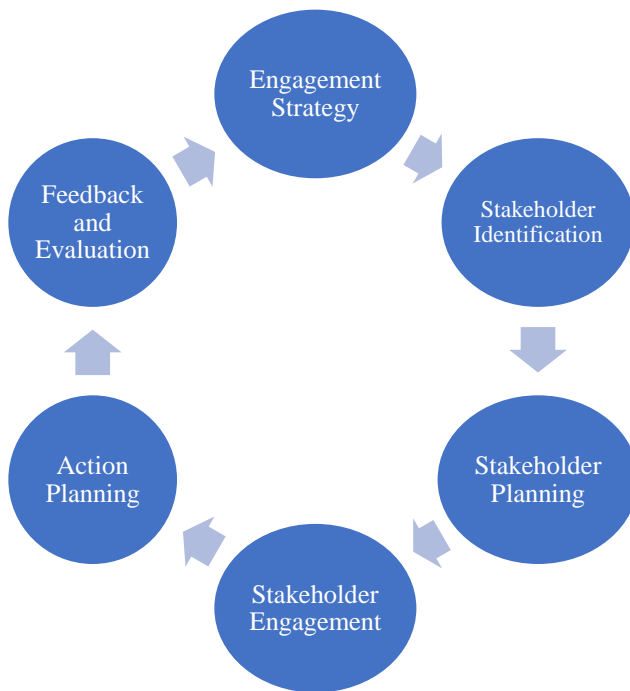 Engagement
Strategy
Stakeholder
Identification
Stakeholder
Planning
Stakeholder
Engagement
Action
Planning
Feedback
and
Evaluation